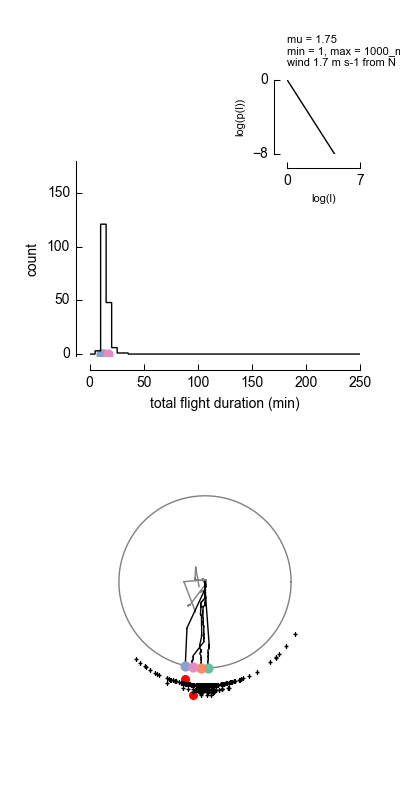 mu = 1.75
min = 1, max = 1000_m
wind 1.7 m s-1 from N
0
log(p(l))
−8
0 7
log(l)
150
100
50
0
count
0 50 100 150 200 250
total flight duration (min)